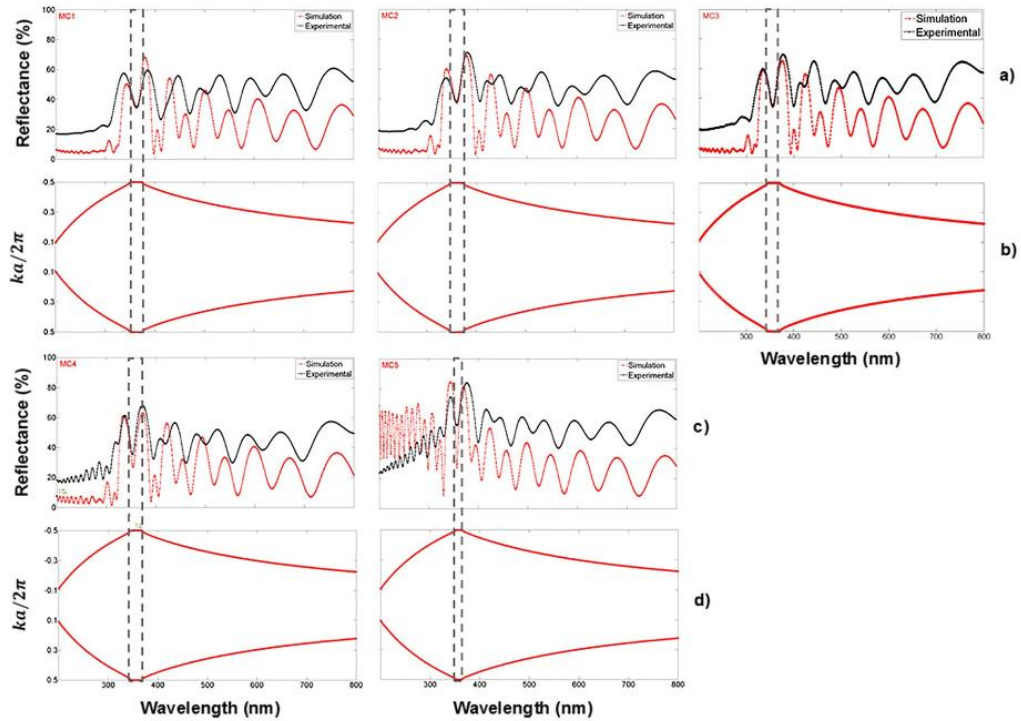 MC1
Simulation
Experimental
MC2
Simulation
Experimental
MC3
Simulation
Experimental
Reflectance (%)
100
80
60
40
20
0
a)
ka/2π
-0.5
-0.3
-0.1
0.1
0.3
0.5
b)
200 300 400 500 600 700 800
Wavelength (nm)
MC4
Simulation
Experimental
MC5
Simulation
Experimental
Reflectance (%)
100
80
60
40
20
0
c)
ka/2π
-0.5
-0.3
-0.1
0.1
0.3
0.5
d)
300 400 500 600 700 800
300 400 500 600 700 800
Wavelength (nm)
Wavelength (nm)